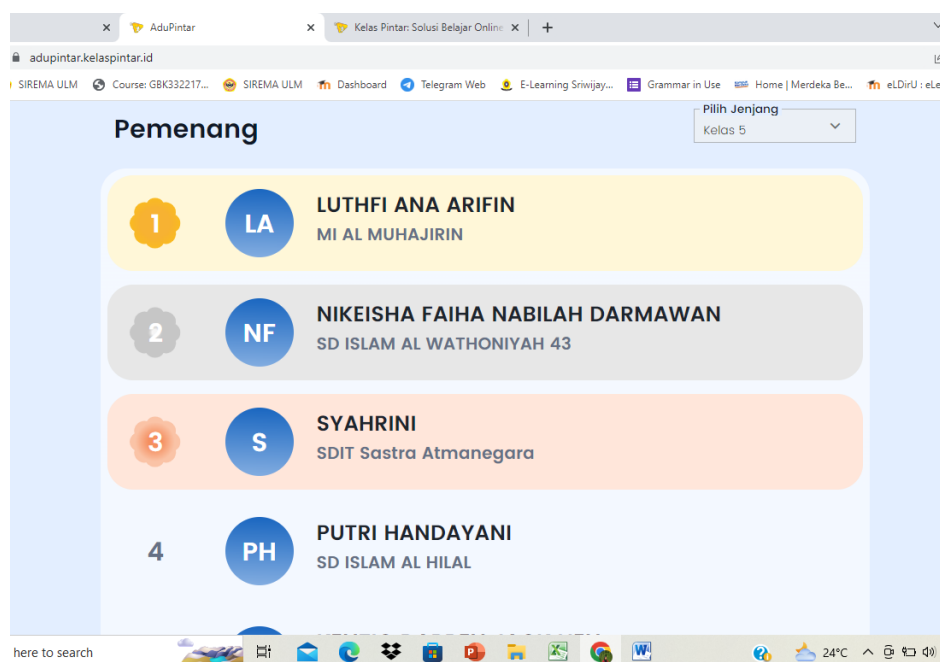 AduPintar
Kelas Pintar: Solusi Belajar Online
adupintar.kelaspintar.id
SIREMA ULM Course: GBK332217... SIREMA ULM Dashboard Telegram Web E-Learning Sriwijay... Grammar in Use Home | Merdeka Be... eLDirU : eLe
Pemenang
Pilih Jenjang
Kelas 5
1
LA
LUTHFI ANA ARIFIN
MI AL MUHAJIRIN
2
NF
NIKEISHA FAIHA NABILAH DARMAWAN
SD ISLAM AL WATHONIYAH 43
3
S
SYAHRINI
SDIT Sastra Atmanegara
4
PH
PUTRI HANDAYANI
SD ISLAM AL HILAL
here to search
24°C